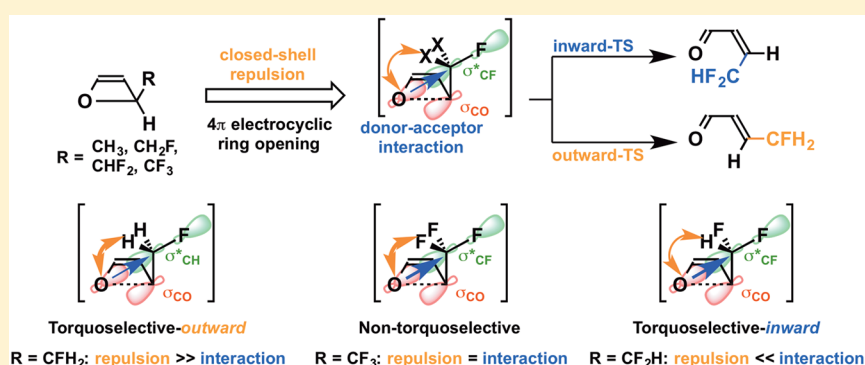 O
R
H
R = CH3, CH2F,
CHF2, CF3
closed-shell
repulsion
4π electrocyclic
ring opening
X
X
F
σ*CF
O
σCO
donor-acceptor
interaction
inward-TS
outward-TS
O
H
HF2C
O
CFH2
H
H
H
F
σ*CH
O
σCO
Torquoselective-outward
R = CFH2: repulsion >> interaction
F
F
F
σ*CF
O
σCO
Non-torquoselective
R = CF3: repulsion = interaction
F
H
F
σ*CF
O
σCO
Torquoselective-inward
R = CF2H: repulsion << interaction